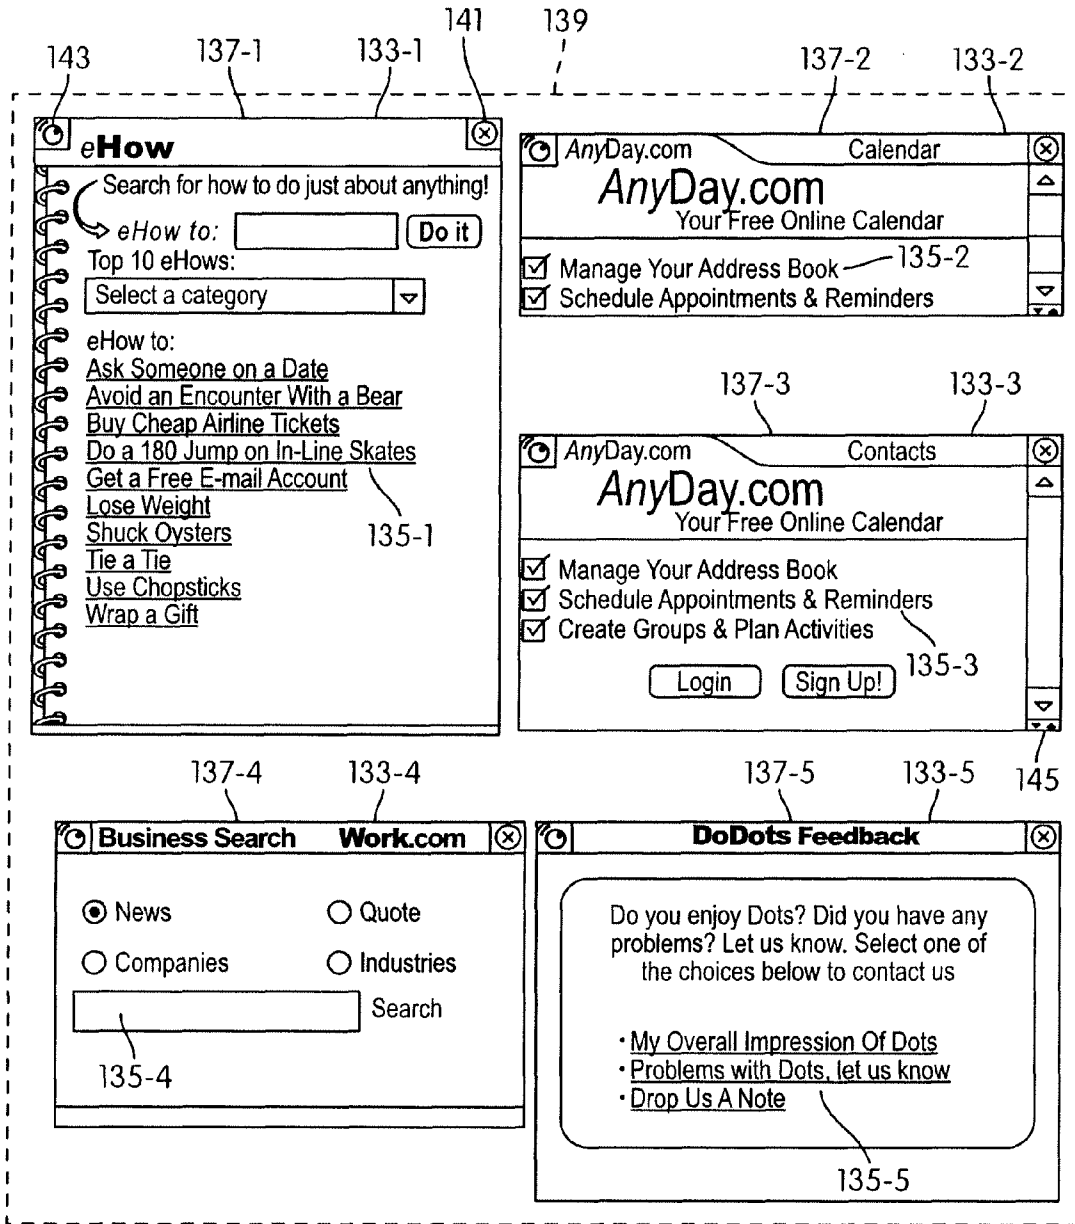 143
137-1
133-1
141
139
137-2
133-2
eHow
Search for how to do just about anything!
eHow to:
Do it
Top 10 eHows:
Select a category
eHow to:
Ask Someone on a Date
Avoid an Encounter With a Bear
Buy Cheap Airline Tickets
Do a 180 Jump on In-Line Skates
Get a Free E-mail Account
Lose Weight
Shuck Oysters
Tie a Tie
Use Chopsticks
Wrap a Gift
135-1
AnyDay.com Calendar
AnyDay.com
Your Free Online Calendar
Manage Your Address Book
135-2
Schedule Appointments & Reminders
137-3
133-3
AnyDay.com Contacts
AnyDay.com
Your Free Online Calendar
Manage Your Address Book
Schedule Appointments & Reminders
Create Groups & Plan Activities
135-3
Login
Sign Up!
145
137-4
133-4
Business Search Work.com
News
Quote
Companies
Industries
Search
135-4
137-5
133-5
DoDots Feedback
Do you enjoy Dots? Did you have any
problems? Let us know. Select one of
the choices below to contact us
· My Overall Impression Of Dots
· Problems with Dots, let us know
· Drop Us A Note
135-5